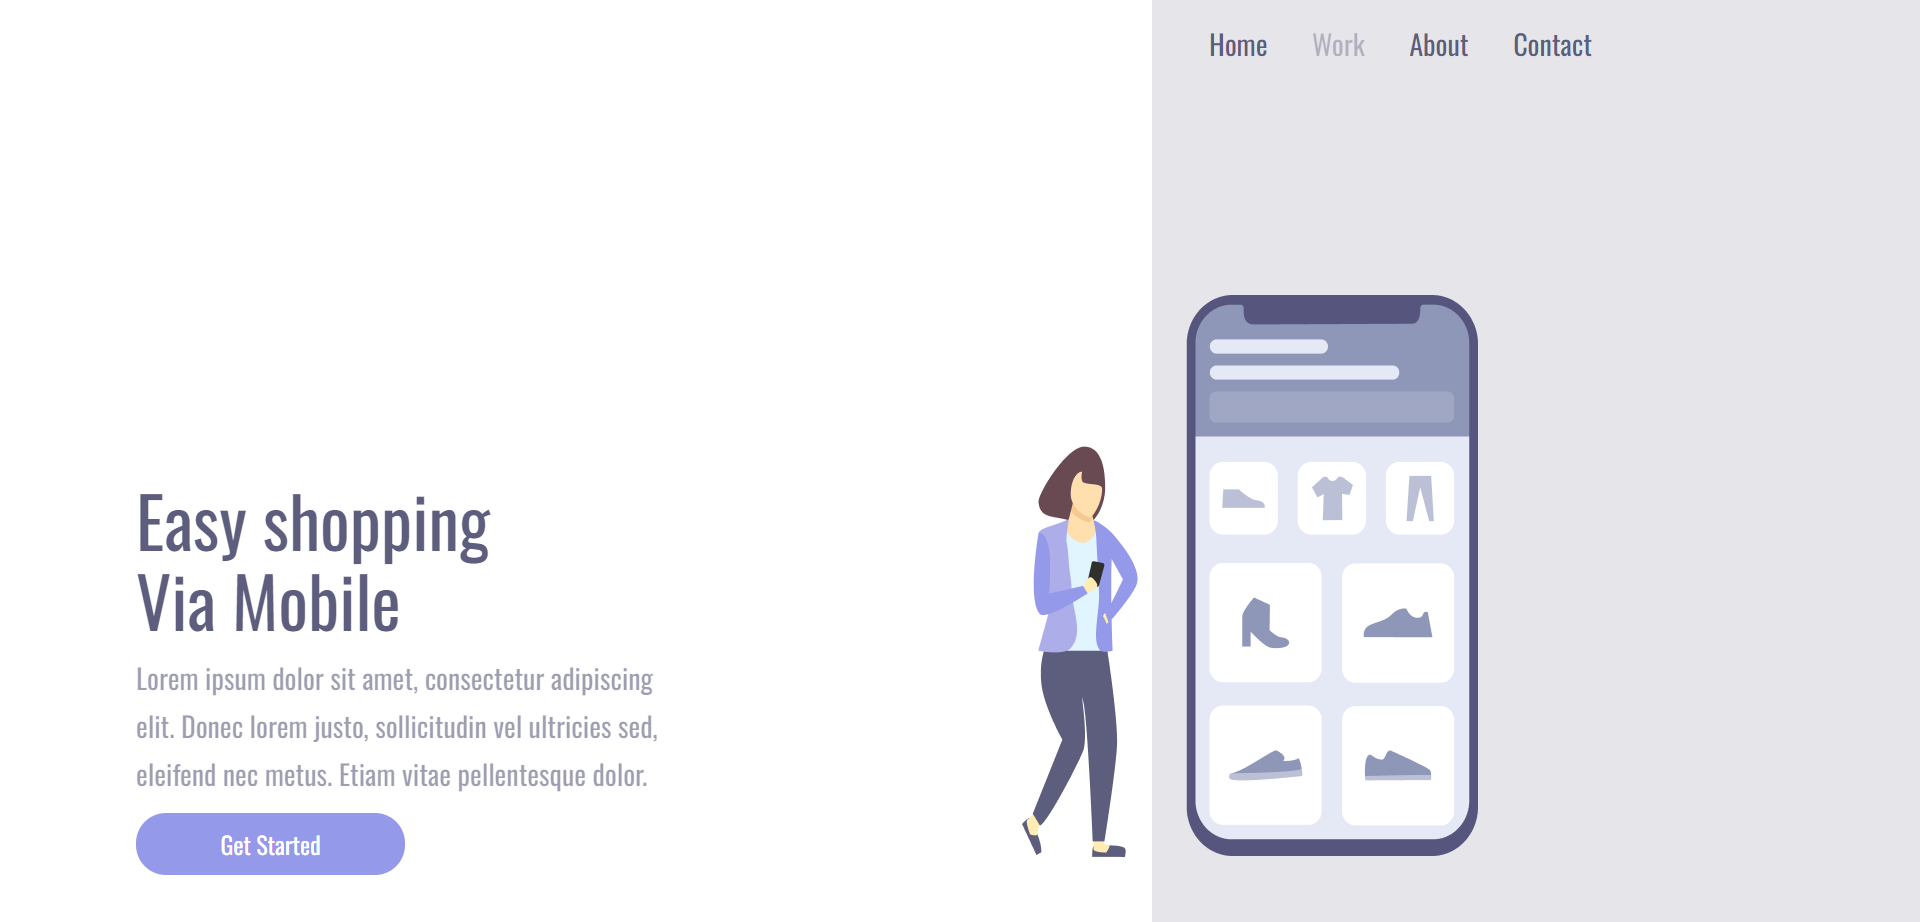 Home Work About Contact
Easy shopping
Via Mobile
Lorem ipsum dolor sit amet, consectetur adipiscing
elit. Donec lorem justo, sollicitudin vel ultricies sed,
eleifend nec metus. Etiam vitae pellentesque dolor.
Get Started